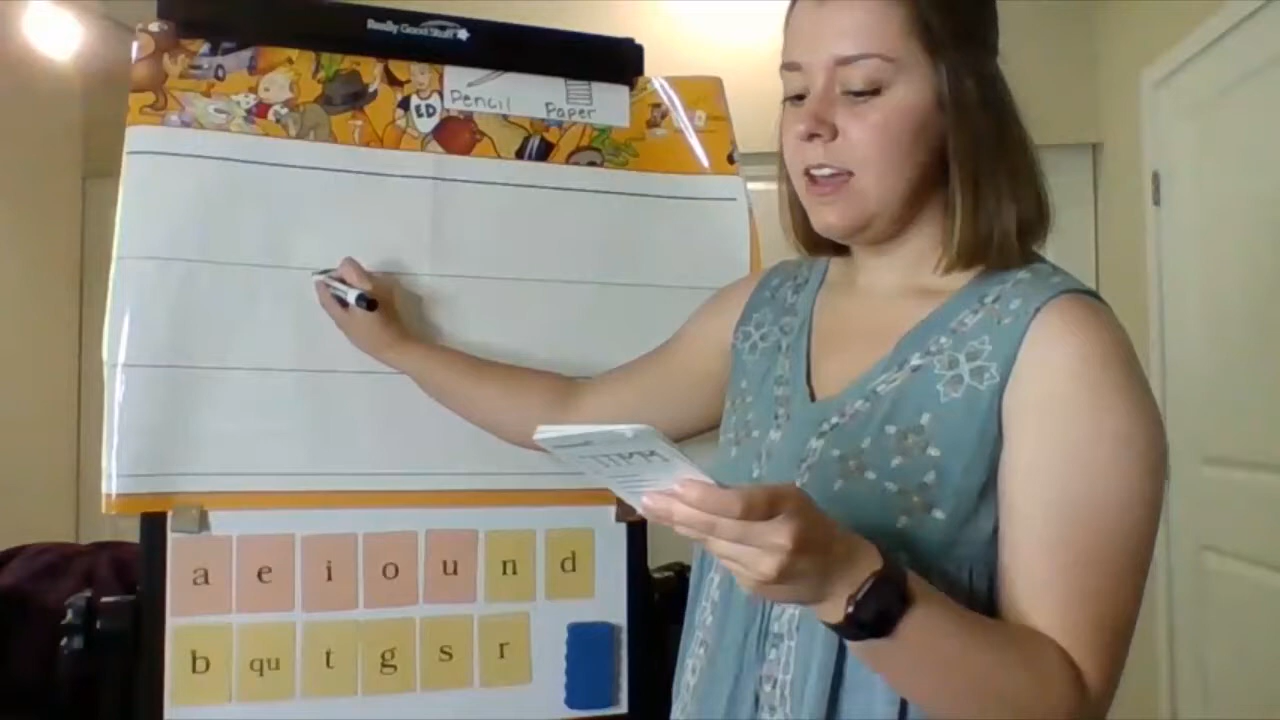 Really Good Stuff
Pencil Paper
ED
a e i o u n d
b qu t g s r